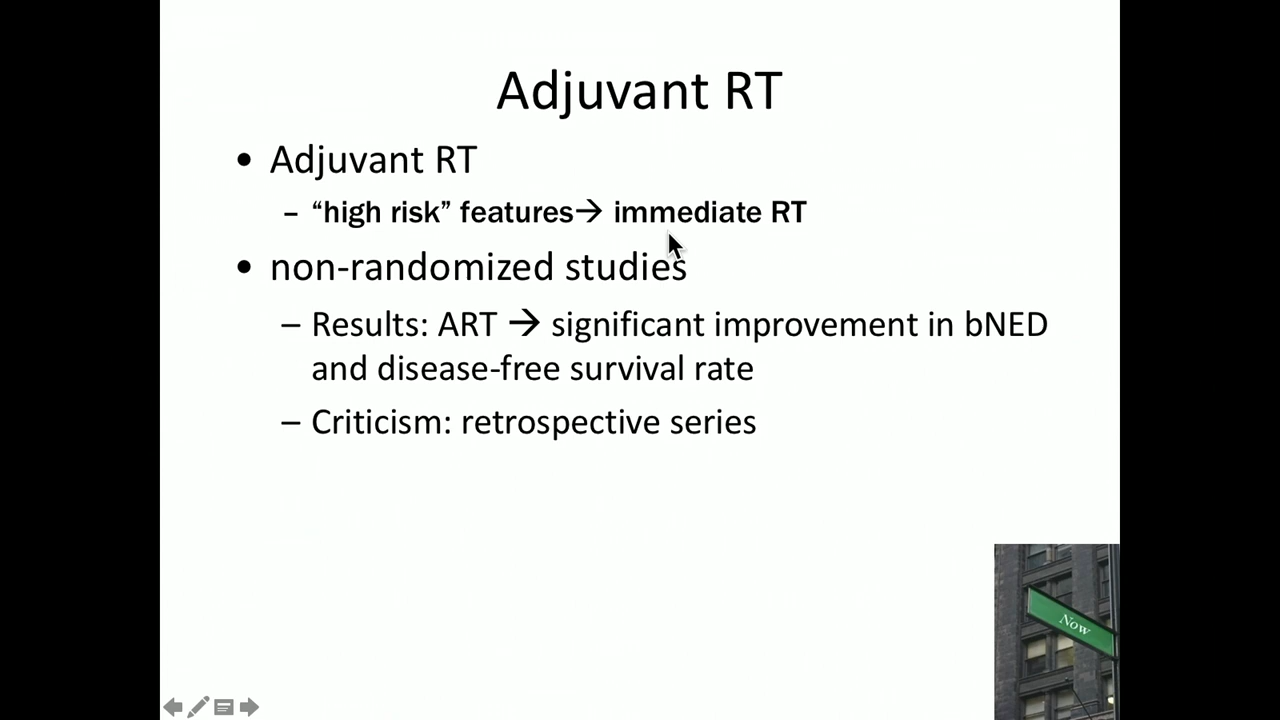 Adjuvant RT
• Adjuvant RT
– “high risk” features→ immediate RT
• non-randomized studies
– Results: ART → significant improvement in bNED
and disease-free survival rate
– Criticism: retrospective series
Now